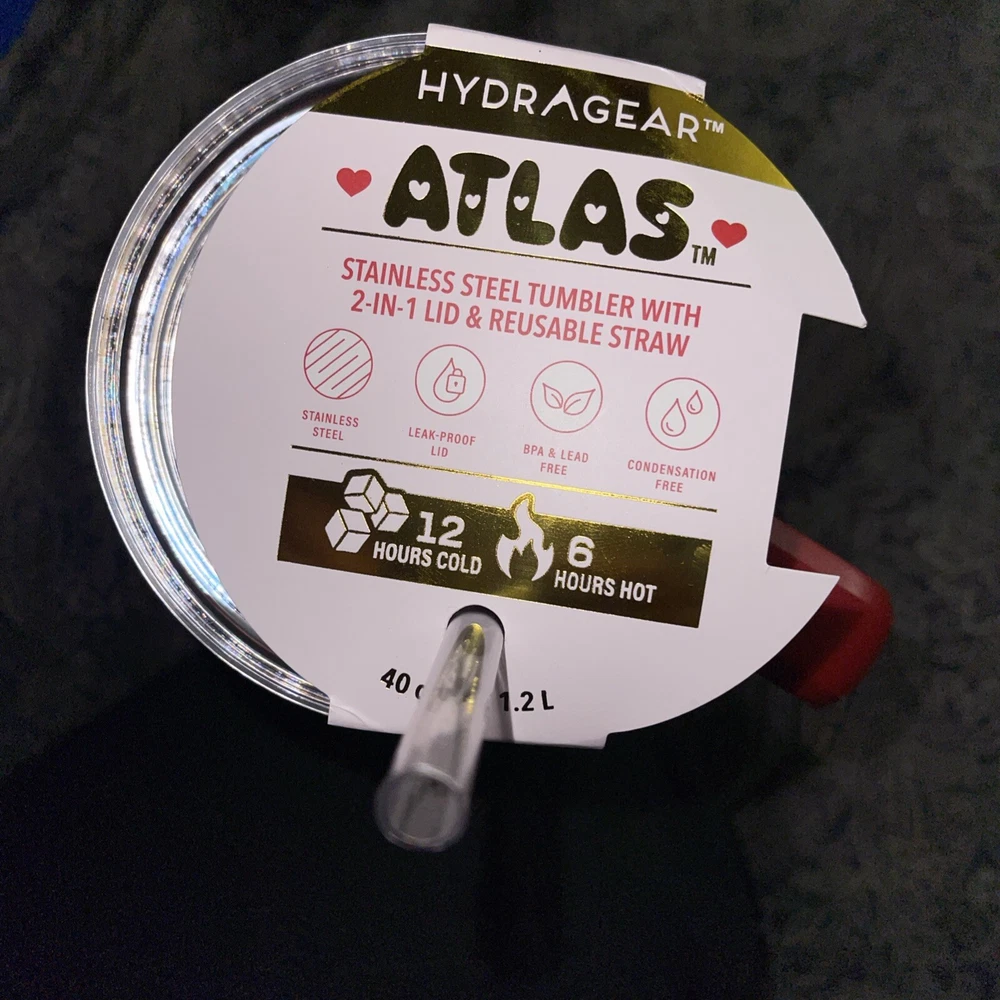 HYDRAGEAR™
ATLAS™
STAINLESS STEEL TUMBLER WITH
2-IN-1 LID & REUSABLE STRAW
STAINLESS
STEEL
LEAK-PROOF
LID
BPA & LEAD
FREE
CONDENSATION
FREE
12
HOURS COLD
6
HOURS HOT
40
1.2 L